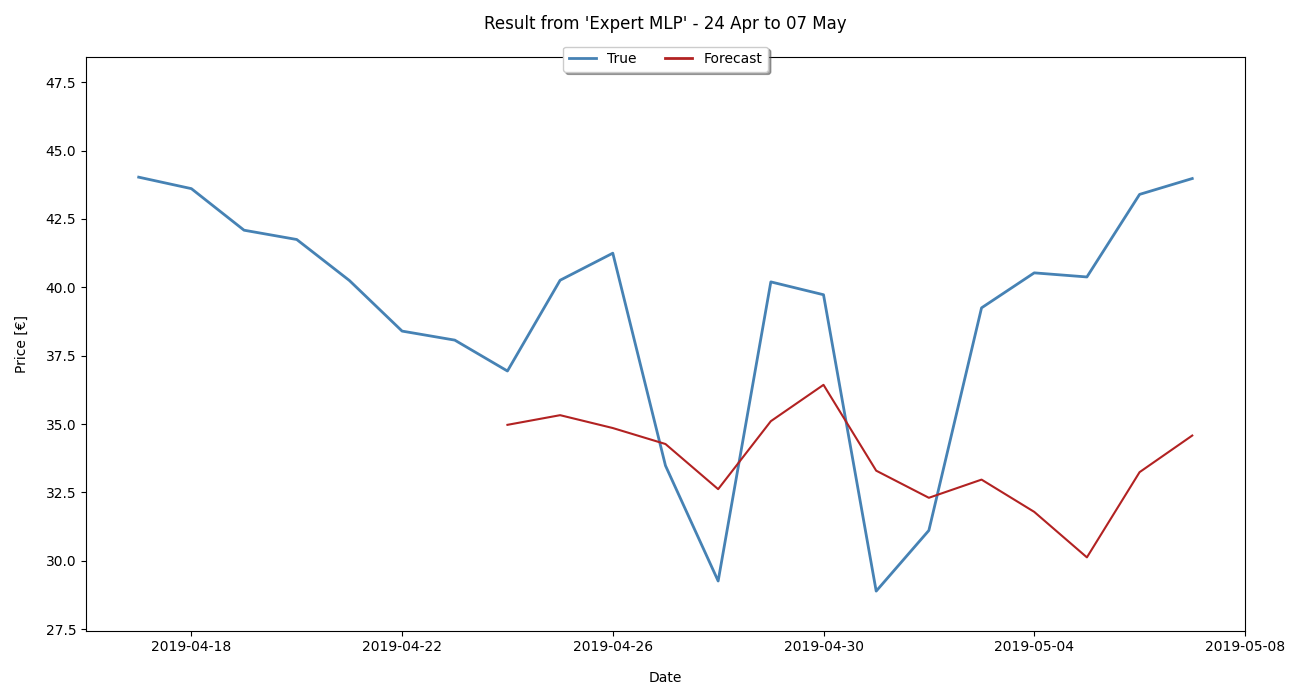 Result from 'Expert MLP' - 24 Apr to 07 May
True Forecast
47.5
45.0
42.5
40.0
37.5
35.0
32.5
30.0
27.5
Price [€]
2019-04-18 2019-04-22 2019-04-26 2019-04-30 2019-05-04 2019-05-08
Date